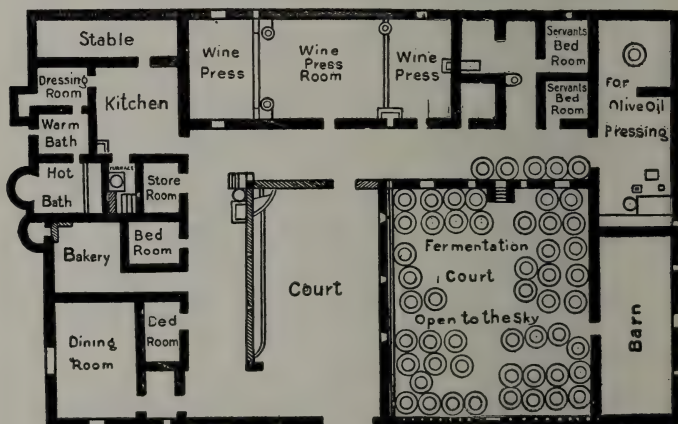 Stable
Wine
Press
Wine
Press
Room
Wine
Press
Servants
Bed
Room
Servants
Bed
Room
For
Olive Oil
Pressing
Dressing
Room
Kitchen
Warm
Bath
Hot
Bath
FURNACE
Store
Room
Bed
Room
Bakery
Bed
Room
Dining
Room
Court
Fermentation
Court
Open to the sky
Barn